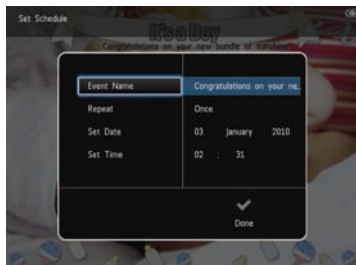 Set Schedule
It's a Boy
Congratulations on your new bundle of sunshine!
Event Name Congratulations on your ne..
Repeat Once
Set Date 03 January 2010
Set Time 02 : 31
Done